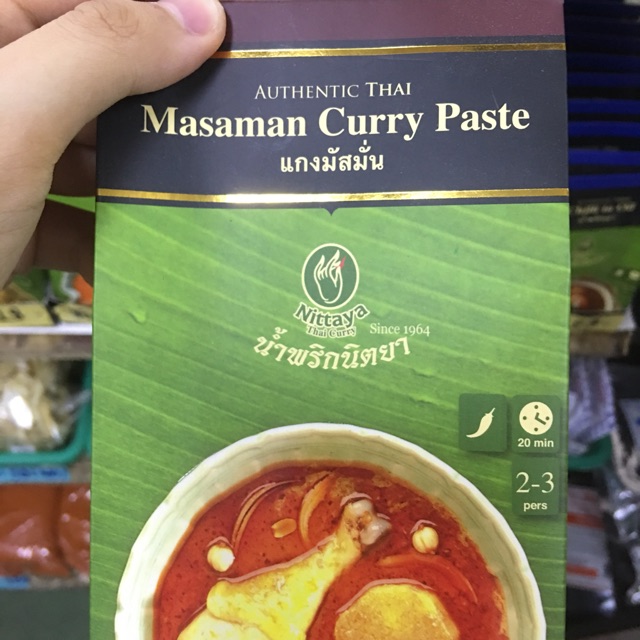 AUTHENTIC THAI
Masaman Curry Paste
แกงมัสมั่น
Nittaya
Thai Curry
Since 1964
น้ำพริกนิตยา
20 min
2-3
pers